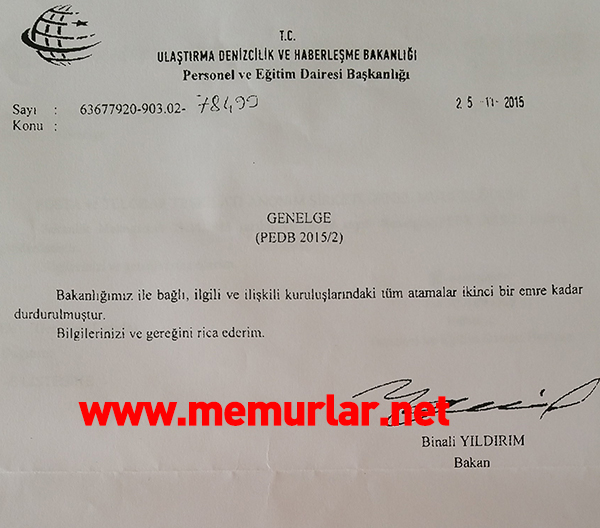 T.C.
ULAŞTIRMA DENİZCİLİK VE HABERLEŞME BAKANLIĞI
Personel ve Eğitim Dairesi Başkanlığı
Sayı : 63677920-903.02- 78499
25 -11- 2015
Konu :
GENELGE
(PEDB 2015/2)
Bakanlığımız ile bağlı, ilgili ve ilişkili kuruluşlarındaki tüm atamalar ikinci bir emre kadar
durdurulmuştur.
Bilgilerinizi ve gereğini rica ederim.
www.memurlar.net
Binali YILDIRIM
Bakan